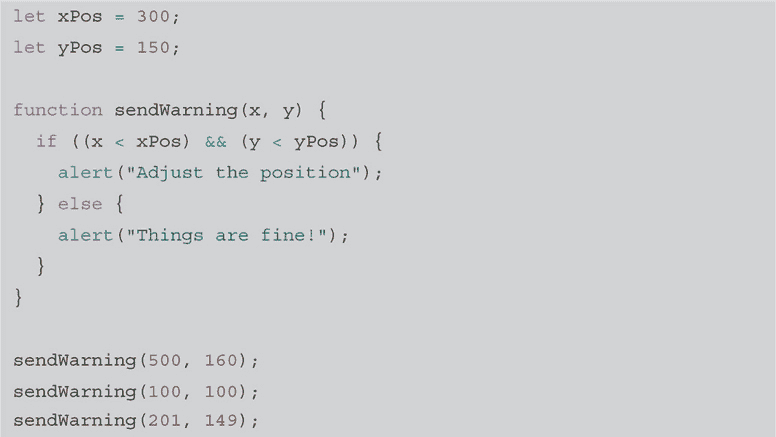 let xPos = 300;
let yPos = 150;

function sendWarning(x, y) {
  if ((x < xPos) && (y < yPos)) {
    alert("Adjust the position");
  } else {
    alert("Things are fine!");
  }
}

sendWarning(500, 160);
sendWarning(100, 100);
sendWarning(201, 149);